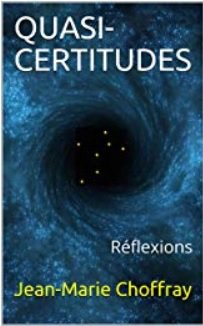 QUASI-
CERTITUDES
Réflexions
Jean-Marie Choffray